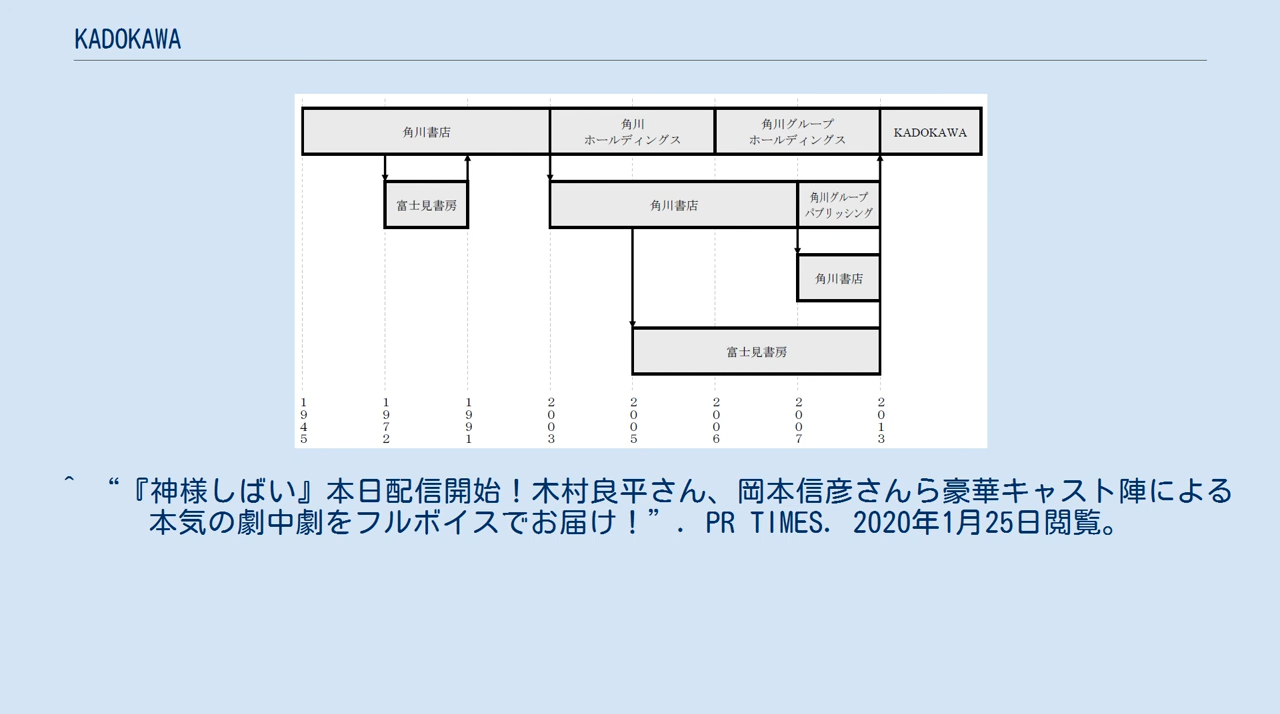 KADOKAWA
角川書店
角川
ホールディングス
角川グループ
ホールディングス
KADOKAWA
富士見書房
角川書店
角川グループ
パブリッシング
角川書店
富士見書房
1945
1972
1991
2003
2005
2006
2007
2013
^ “『神様しばい』本日配信開始！木村良平さん、岡本信彦さんら豪華キャスト陣による
本気の劇中劇をフルボイスでお届け！”. PR TIMES. 2020年1月25日閲覧。